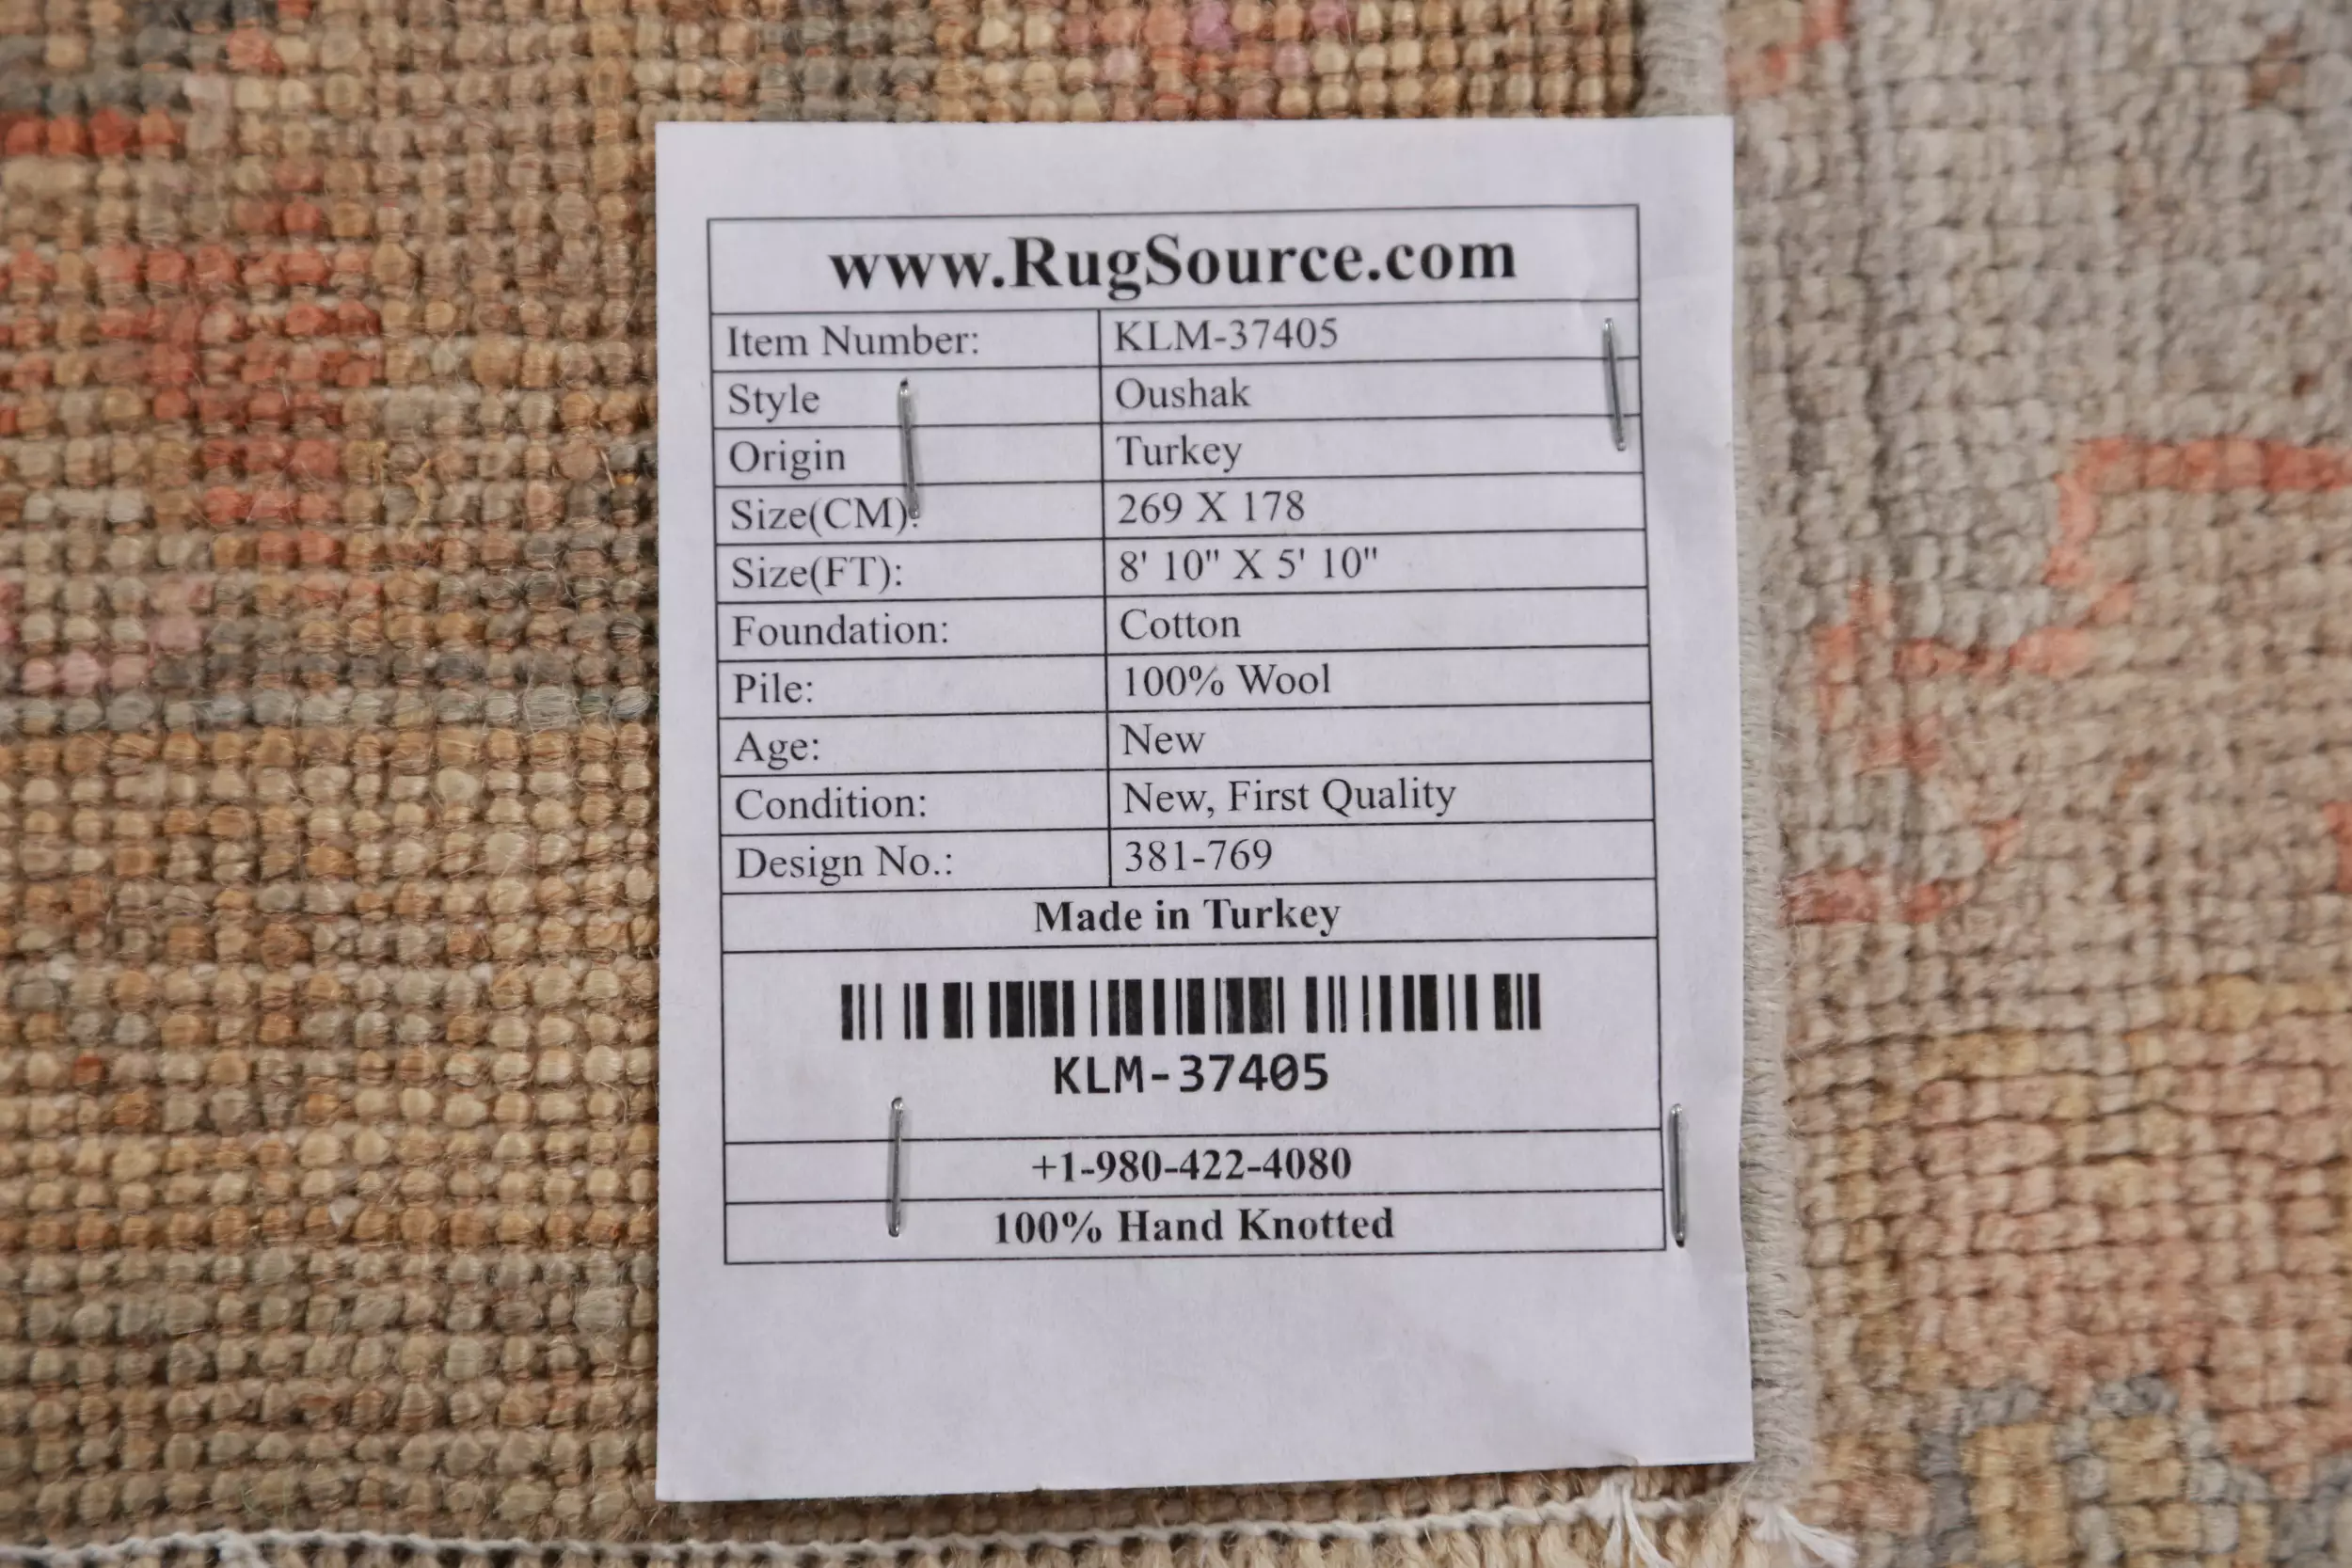 www.RugSource.com
Item Number: KLM-37405
Style Oushak
Origin Turkey
Size(CM): 269 X 178
Size(FT): 8' 10" X 5' 10"
Foundation: Cotton
Pile: 100% Wool
Age: New
Condition: New, First Quality
Design No.: 381-769
Made in Turkey
KLM-37405
+1-980-422-4080
100% Hand Knotted